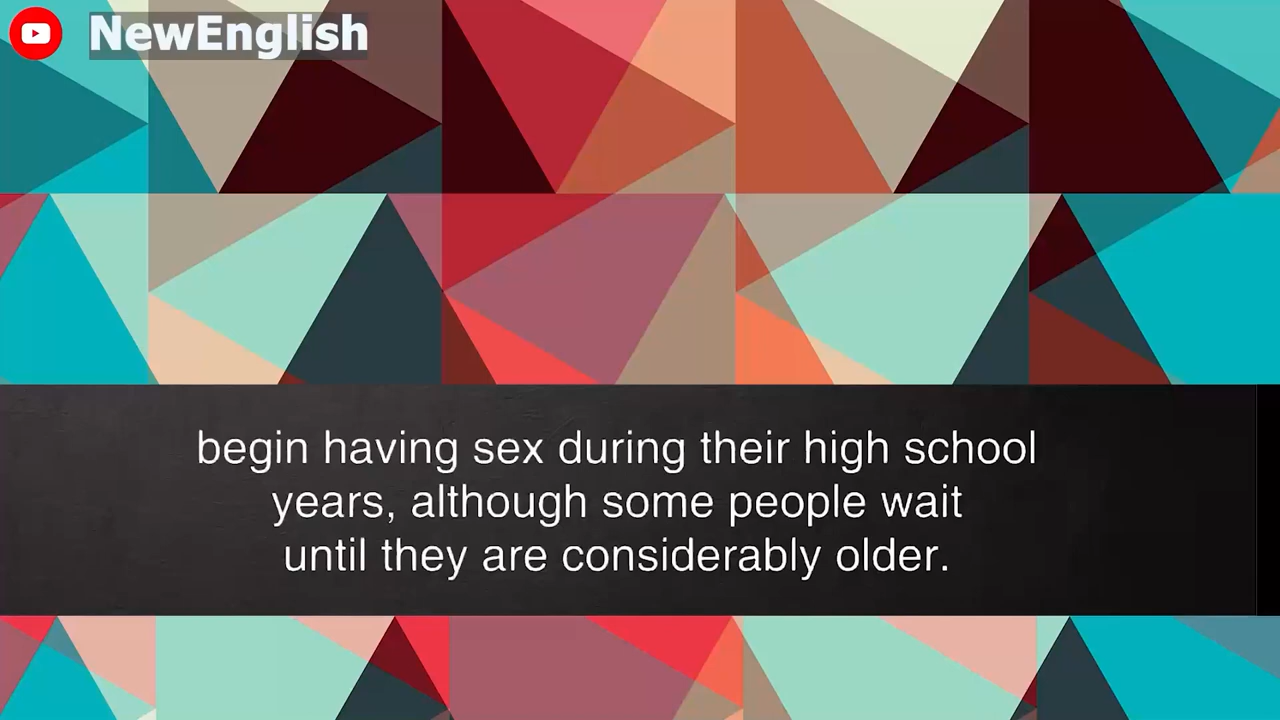 NewEnglish
begin having sex during their high school
years, although some people wait
until they are considerably older.